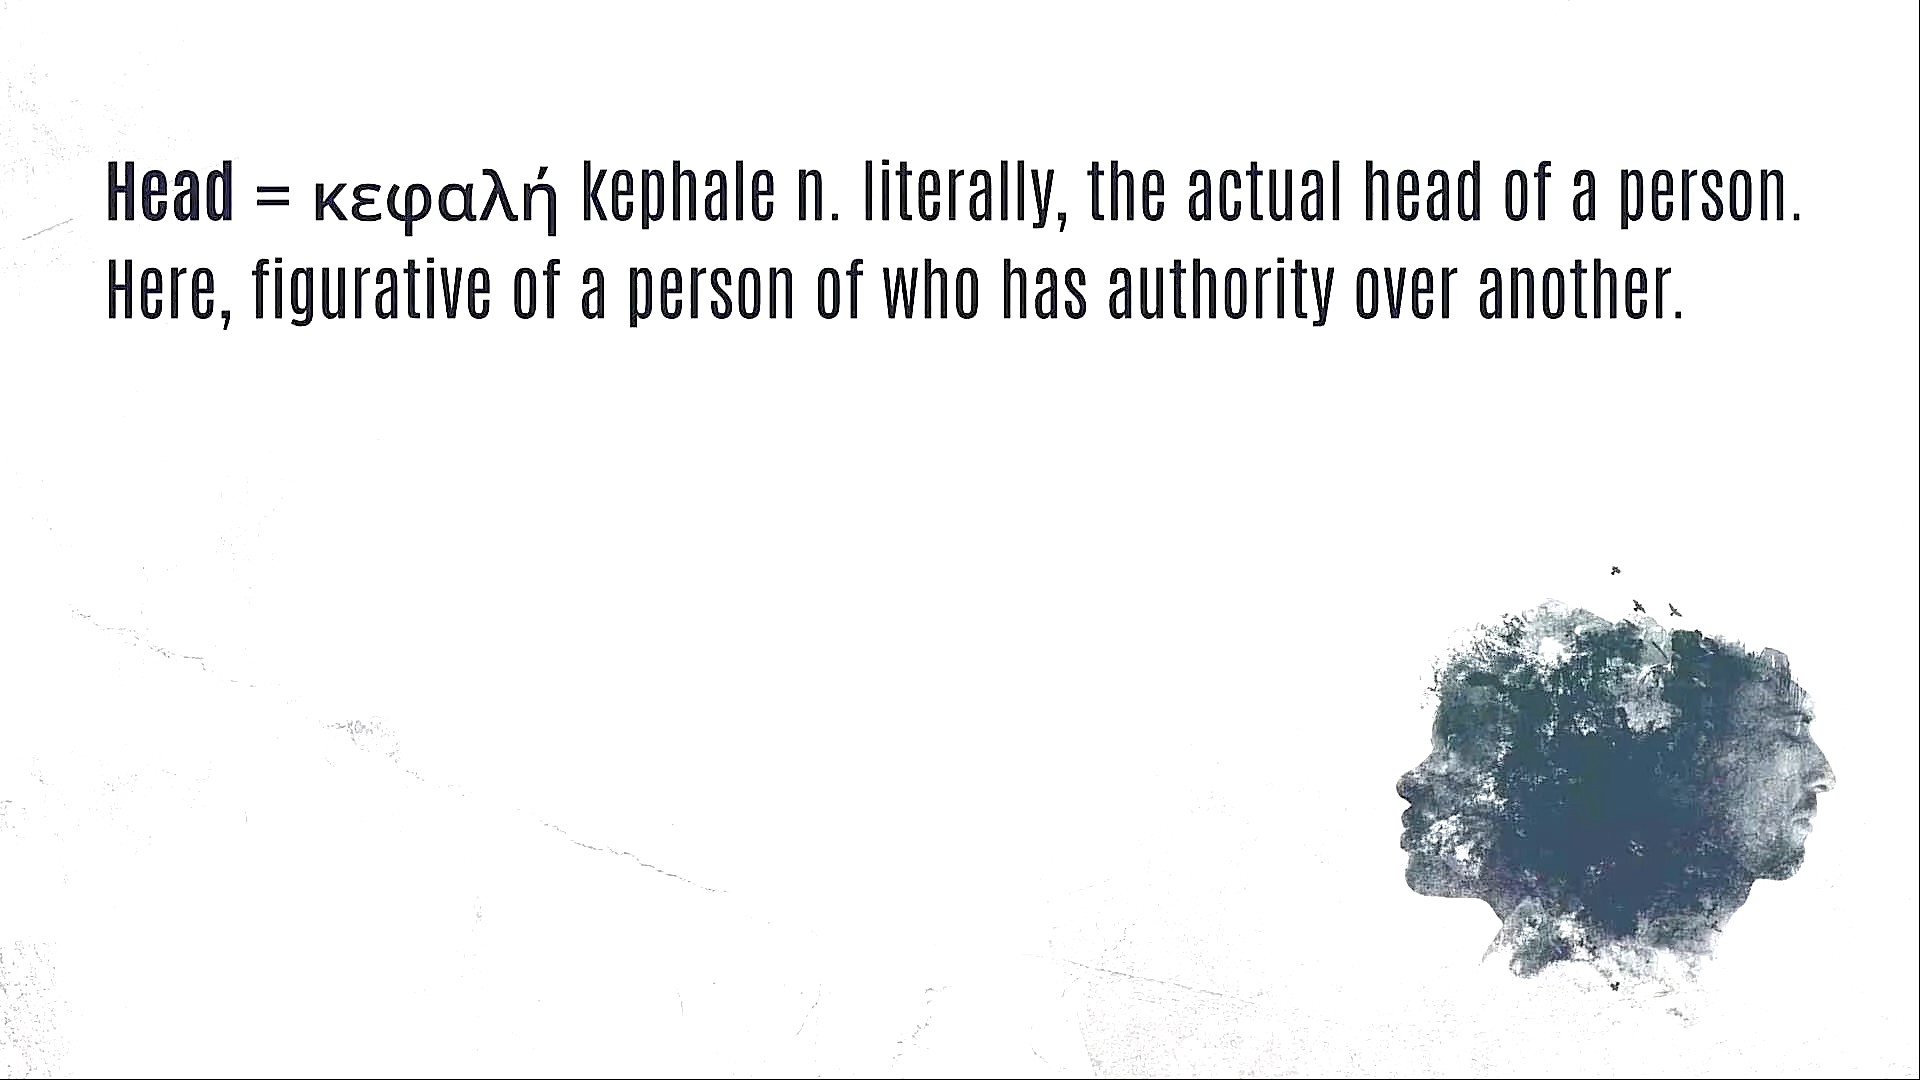 Head = κεφαλή kephale n. literally, the actual head of a person.
Here, figurative of a person of who has authority over another.